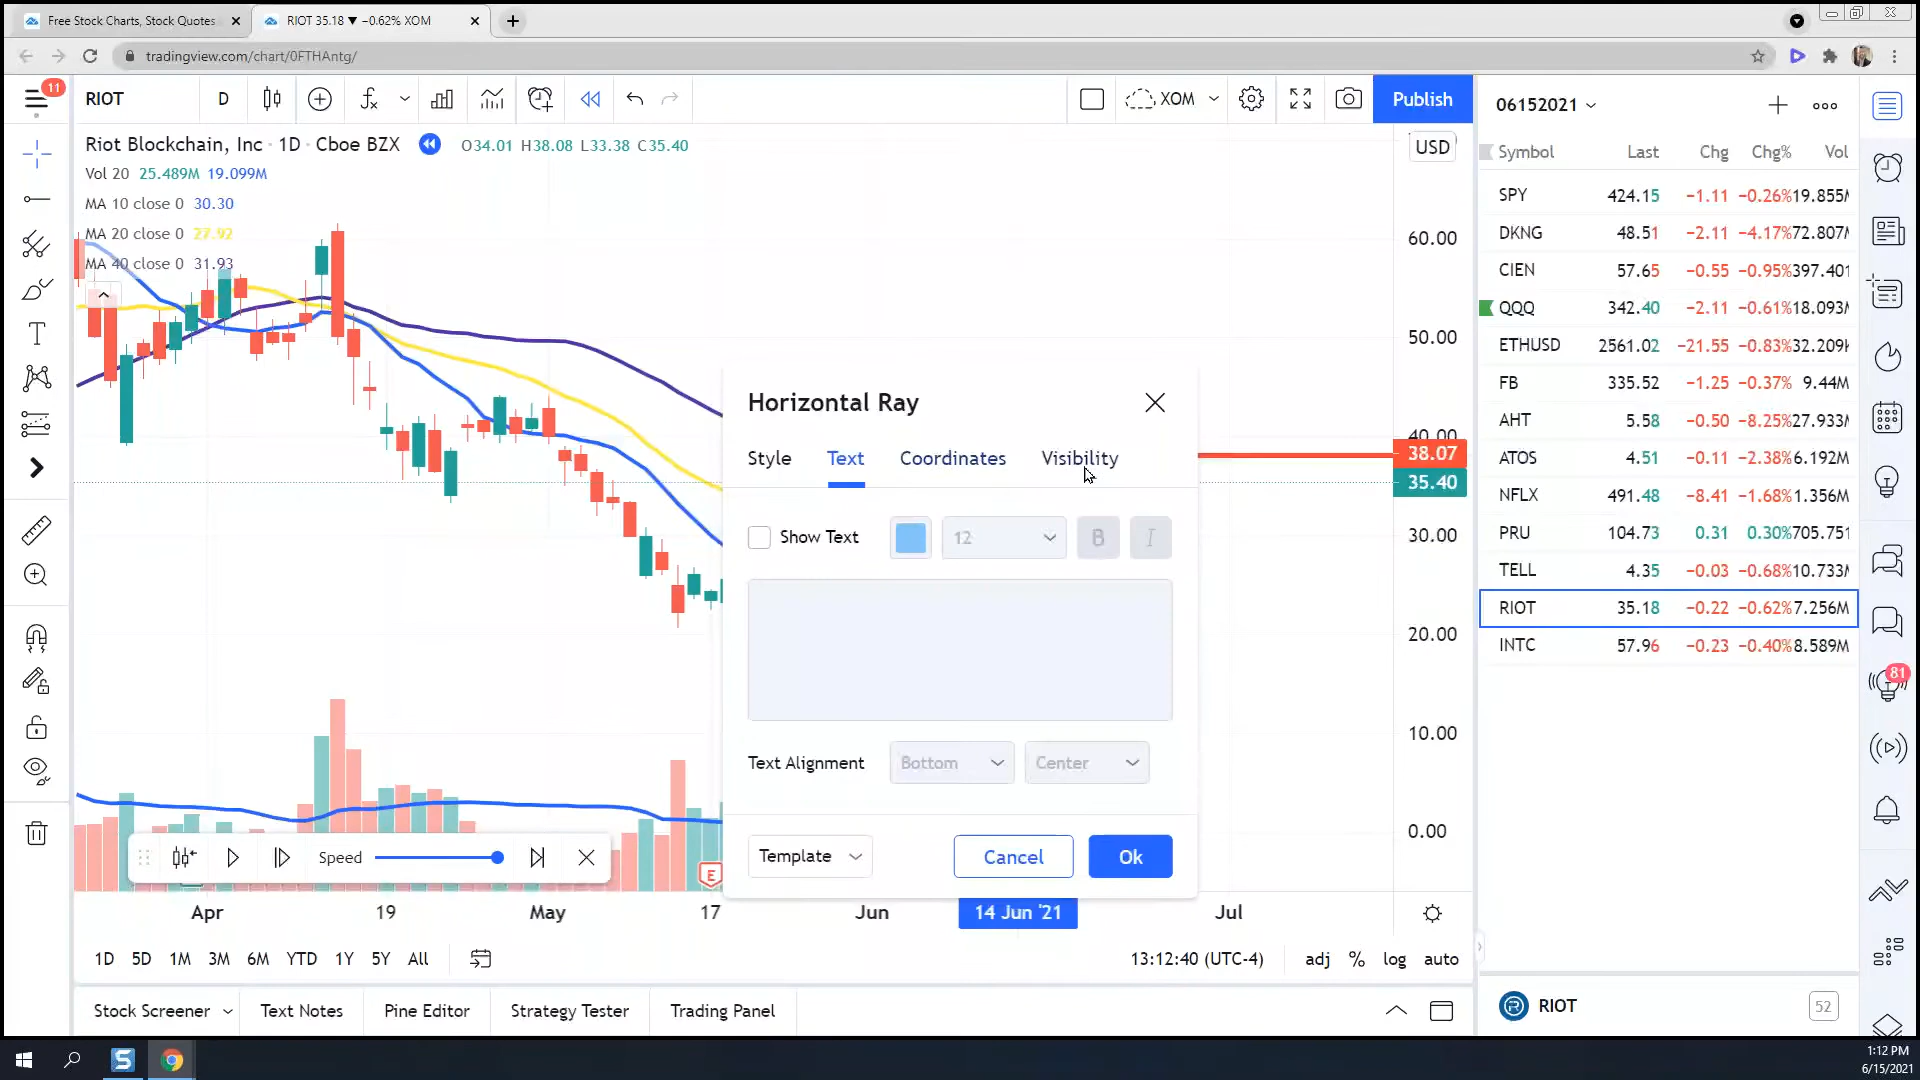 Free Stock Charts, Stock Quotes
RIOT 35.18 ▼ −0.62% XOM
tradingview.com/chart/0FTHAntg/
11
RIOT
D
XOM
Publish
06152021
Riot Blockchain, Inc · 1D · Cboe BZX
O34.01 H38.08 L33.38 C35.40
USD
Vol 20 25.489M 19.099M
MA 10 close 0 30.30
MA 20 close 0 27.92
MA 40 close 0 31.93
60.00
50.00
40.00
38.07
35.40
30.00
20.00
10.00
0.00
Horizontal Ray
Style Text Coordinates Visibility
Show Text 12 B I
Text Alignment Bottom Center
Template Cancel Ok
Speed
E
Apr 19 May 17 Jun 14 Jun '21 Jul
1D 5D 1M 3M 6M YTD 1Y 5Y All
13:12:40 (UTC-4) adj % log auto
Stock Screener Text Notes Pine Editor Strategy Tester Trading Panel
Symbol Last Chg Chg% Vol
SPY 424.15 −1.11 −0.26% 19.855M
DKNG 48.51 −2.11 −4.17% 72.807M
CIEN 57.65 −0.55 −0.95% 397.401
QQQ 342.40 −2.11 −0.61% 18.093M
ETHUSD 2561.02 −21.55 −0.83% 32.209K
FB 335.52 −1.25 −0.37% 9.44M
AHT 5.58 −0.50 −8.25% 27.933M
ATOS 4.51 −0.11 −2.38% 6.192M
NFLX 491.48 −8.41 −1.68% 1.356M
PRU 104.73 0.31 0.30% 705.751
TELL 4.35 −0.03 −0.68% 10.733M
RIOT 35.18 −0.22 −0.62% 7.256M
INTC 57.96 −0.23 −0.40% 8.589M
81
RIOT
52
S
1:12 PM
6/15/2021